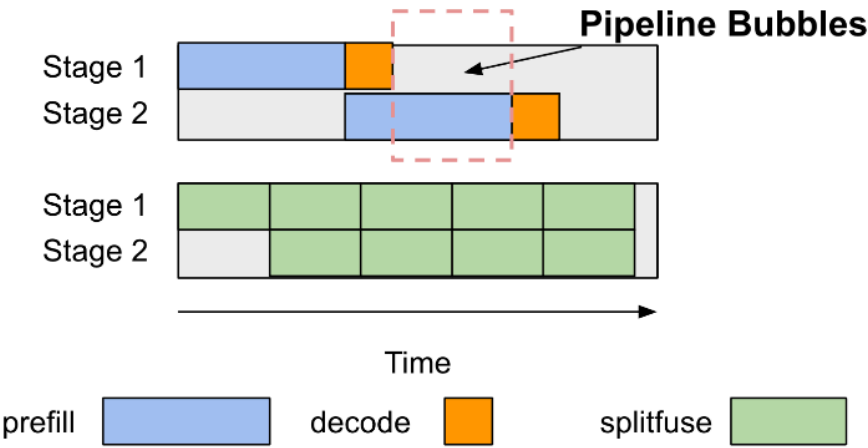 Pipeline Bubbles
Stage 1
Stage 2
Stage 1
Stage 2
Time
prefill
decode
splitfuse